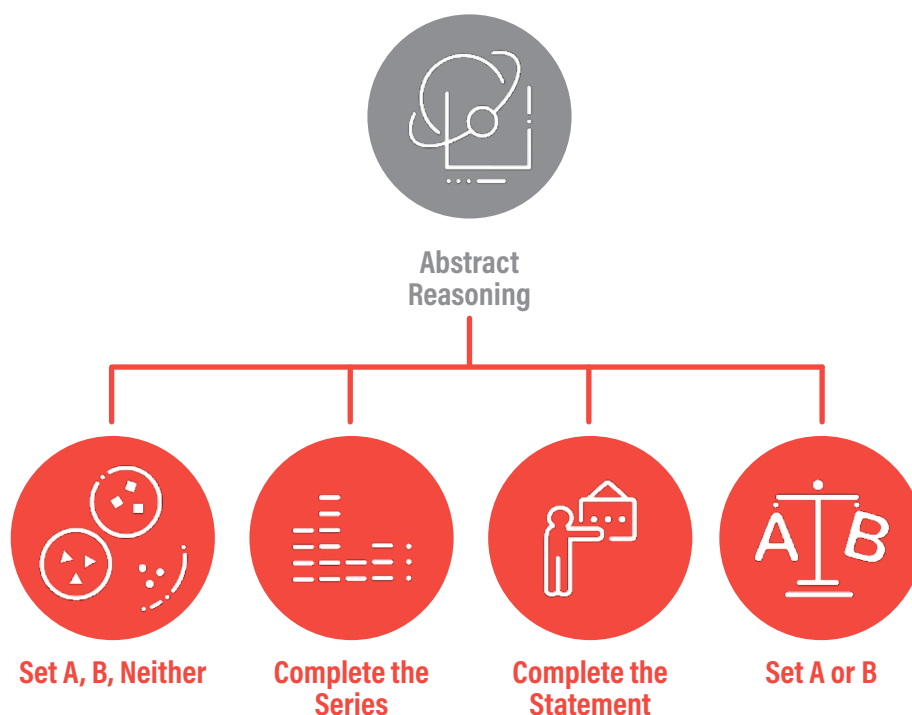 Abstract
Reasoning
A B
Set A, B, Neither
Complete the
Series
Complete the
Statement
Set A or B